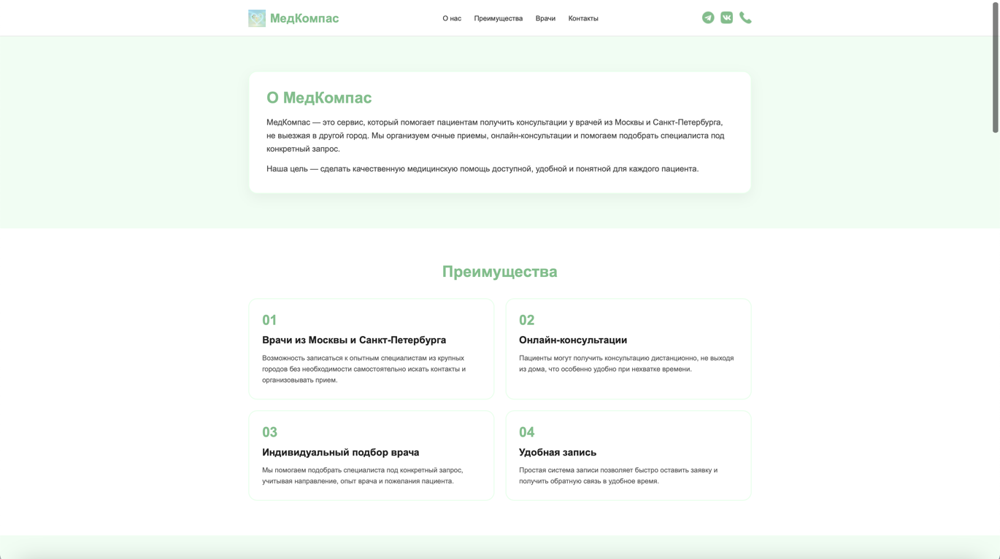 МедКомпас
О нас
Преимущества
Врачи
Контакты
О МедКомпас
МедКомпас — это сервис, который помогает пациентам получить консультации у врачей из Москвы и Санкт-Петербурга,
не выезжая в другой город. Мы организуем очные приемы, онлайн-консультации и помогаем подобрать специалиста под
конкретный запрос.
Наша цель — сделать качественную медицинскую помощь доступной, удобной и понятной для каждого пациента.
Преимущества
01
Врачи из Москвы и Санкт-Петербурга
Возможность записаться к опытным специалистам из крупных
городов без необходимости самостоятельно искать контакты и
организовывать прием.
02
Онлайн-консультации
Пациенты могут получить консультацию дистанционно, не выходя
из дома, что особенно удобно при нехватке времени.
03
Индивидуальный подбор врача
Мы помогаем подобрать специалиста под конкретный запрос,
учитывая направление, опыт врача и пожелания пациента.
04
Удобная запись
Простая система записи позволяет быстро оставить заявку и
получить обратную связь в удобное время.